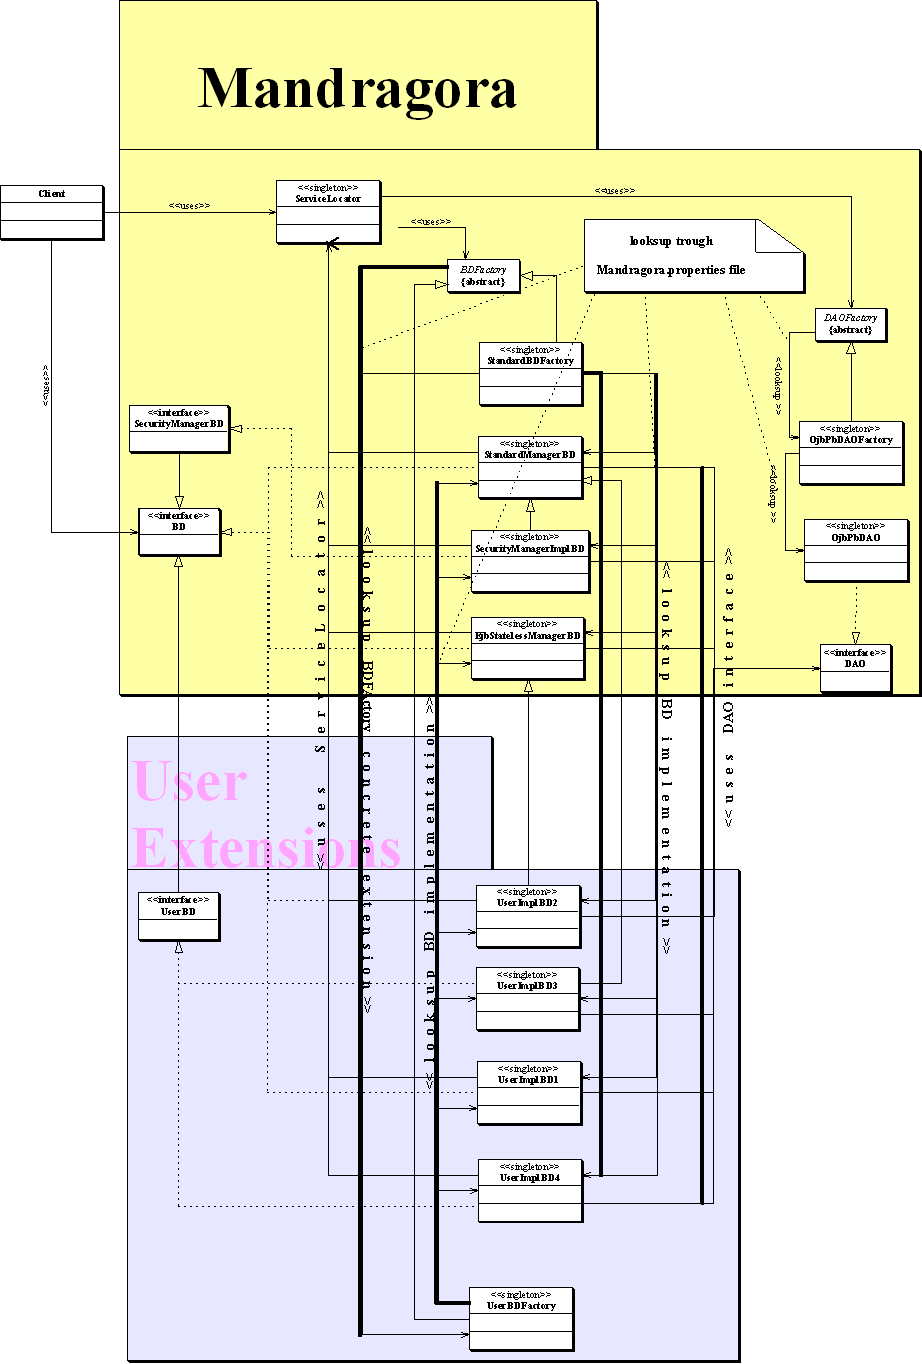 Mandragora
Client
<<uses>>
<<singleton>>
ServiceLocator
<<uses>>
<<uses>>
looksup trough
Mandragora.properties file
BDFactory
{abstract}
DAOFactory
{abstract}
<<singleton>>
StandardBDFactory
<<uses>>
<<looksup>>
<<interface>>
SecurityManagerBD
<<singleton>>
OjbPbDAOFactory
<<singleton>>
StandardManagerBD
<<looksup>>
<<interface>>
BD
<<singleton>>
SecurityManagerImplBD
<<singleton>>
OjbPbDAO
<<singleton>>
EjbStatelessManagerBD
<<interface>>
DAO
<<uses ServiceLocator>>
<<looksup BDFactory concrete extension>>
<<looksup BD implementation>>
<<looksup BD implementation>>
<<uses DAO interface>>
User
Extensions
<<interface>>
UserBD
<<singleton>>
UserImplBD2
<<singleton>>
UserImplBD3
<<singleton>>
UserImplBD1
<<singleton>>
UserImplBD4
<<singleton>>
UserBDFactory